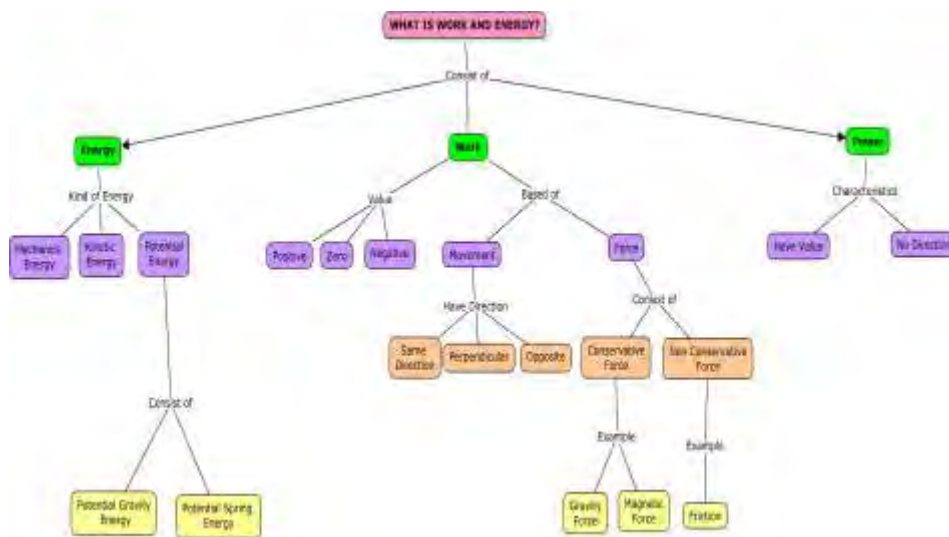 WHAT IS WORK AND ENERGY?
Consist of
Energy
Work
Power
Kind of Energy
Value
Based of
Characteristics
Mechanics
Energy
Kinetic
Energy
Potential
Energy
Positive
Zero
Negative
Movement
Force
Have Value
No Direction
Have Direction
Consist of
Same
Direction
Perpendicular
Opposite
Conservative
Force
Non Conservative
Force
Consist of
Example
Example
Potential Gravity
Energy
Potential Spring
Energy
Gravity
Force
Magnetic
Force
Friction